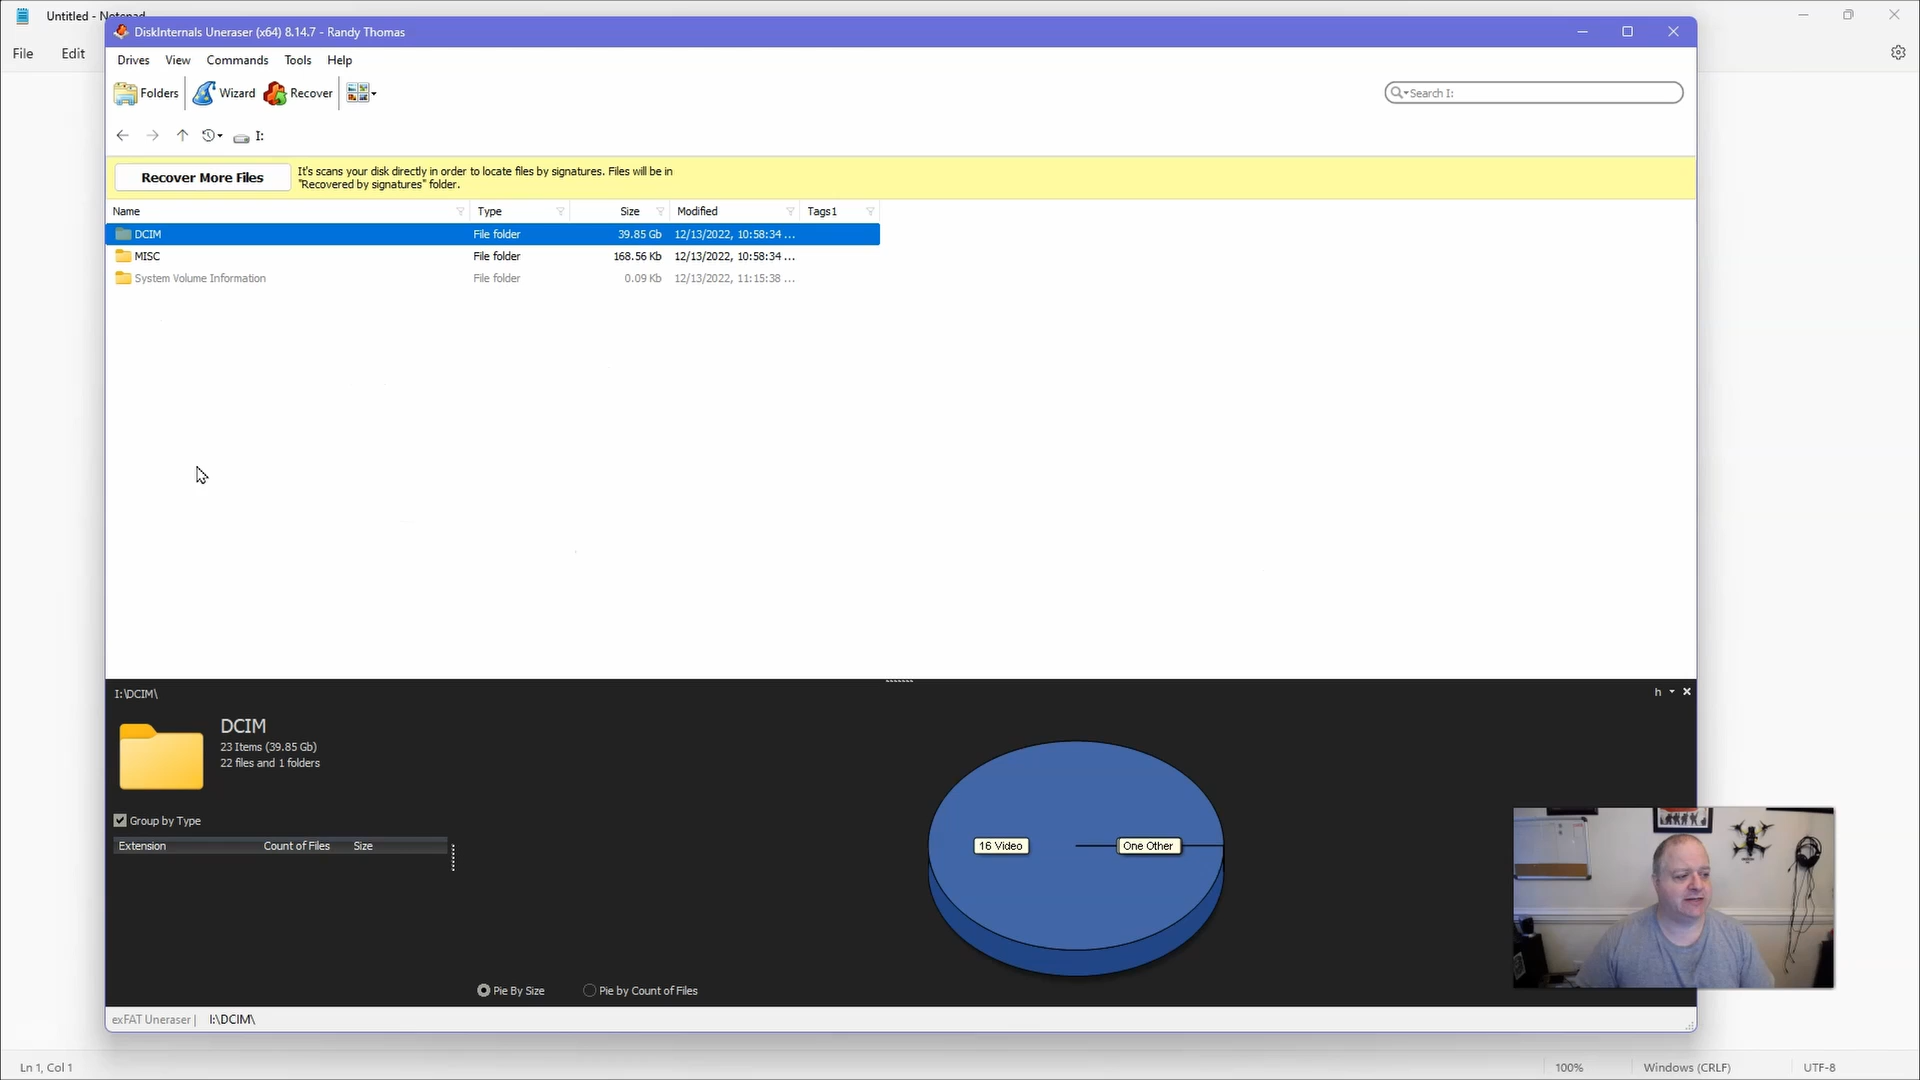 Untitled - Notepad
File Edit
DiskInternals Uneraser (x64) 8.14.7 - Randy Thomas
Drives View Commands Tools Help
Folders Wizard Recover
Search I:
I:
Recover More Files
It's scans your disk directly in order to locate files by signatures. Files will be in
"Recovered by signatures" folder.
Name Type Size Modified Tags1
DCIM File folder 39.85 Gb 12/13/2022, 10:58:34 ...
MISC File folder 168.56 Kb 12/13/2022, 10:58:34 ...
System Volume Information File folder 0.09 Kb 12/13/2022, 11:15:38 ...
I:\DCIM\
h
DCIM
23 Items (39.85 Gb)
22 files and 1 folders
Group by Type
Extension Count of Files Size
16 Video
One Other
Pie By Size Pie by Count of Files
exFAT Uneraser | I:\DCIM\
Ln 1, Col 1 100% Windows (CRLF) UTF-8